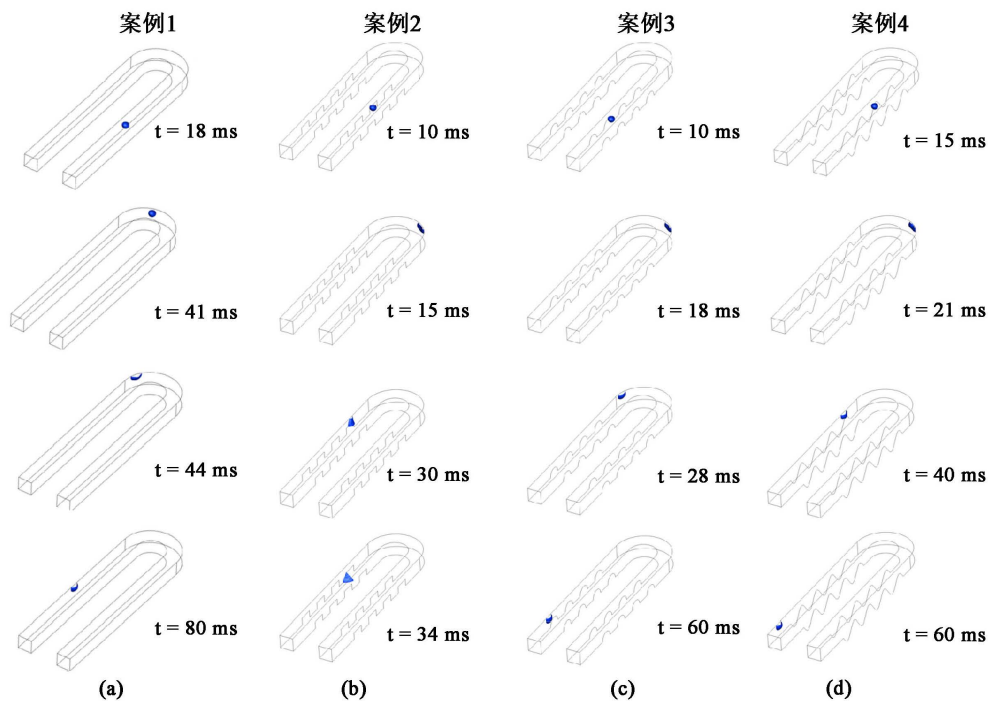 案例1 案例2 案例3 案例4
t = 18 ms t = 10 ms t = 10 ms t = 15 ms
t = 41 ms t = 15 ms t = 18 ms t = 21 ms
t = 44 ms t = 30 ms t = 28 ms t = 40 ms
t = 80 ms t = 34 ms t = 60 ms t = 60 ms
(a) (b) (c) (d)